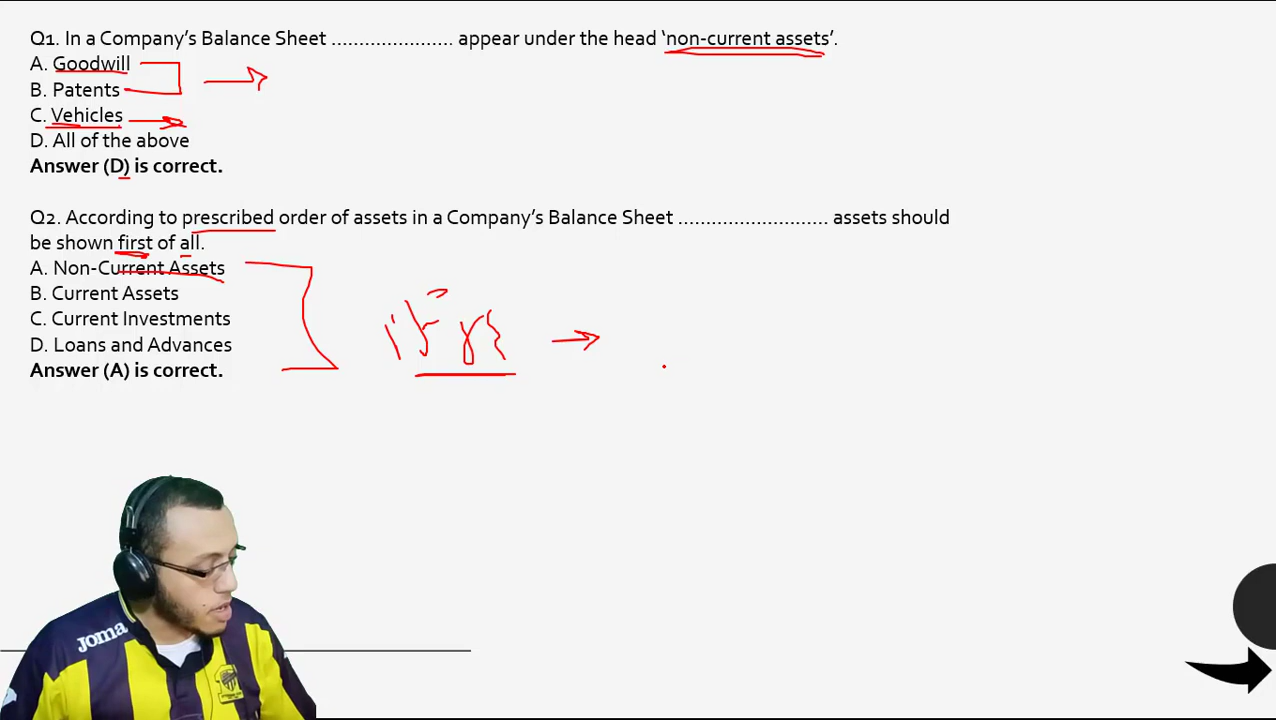 Q1. In a Company's Balance Sheet ...................... appear under the head 'non-current assets'.
A. Goodwill
B. Patents
C. Vehicles
D. All of the above
Answer (D) is correct.
Q2. According to prescribed order of assets in a Company's Balance Sheet ........................... assets should
be shown first of all.
A. Non-Current Assets
B. Current Assets
C. Current Investments
D. Loans and Advances
Answer (A) is correct.
JOMA